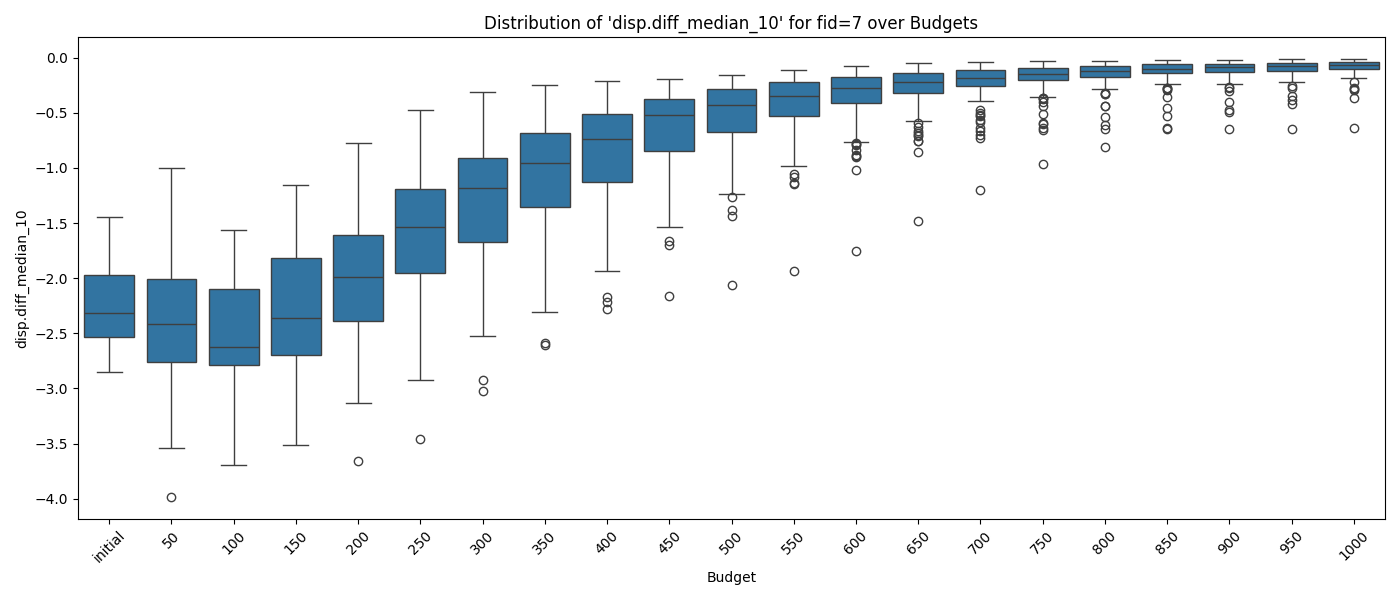 Distribution of 'disp.diff_median_10' for fid=7 over Budgets
disp.diff_median_10
0.0
−0.5
−1.0
−1.5
−2.0
−2.5
−3.0
−3.5
−4.0
initial 50 100 150 200 250 300 350 400 450 500 550 600 650 700 750 800 850 900 950 1000
Budget